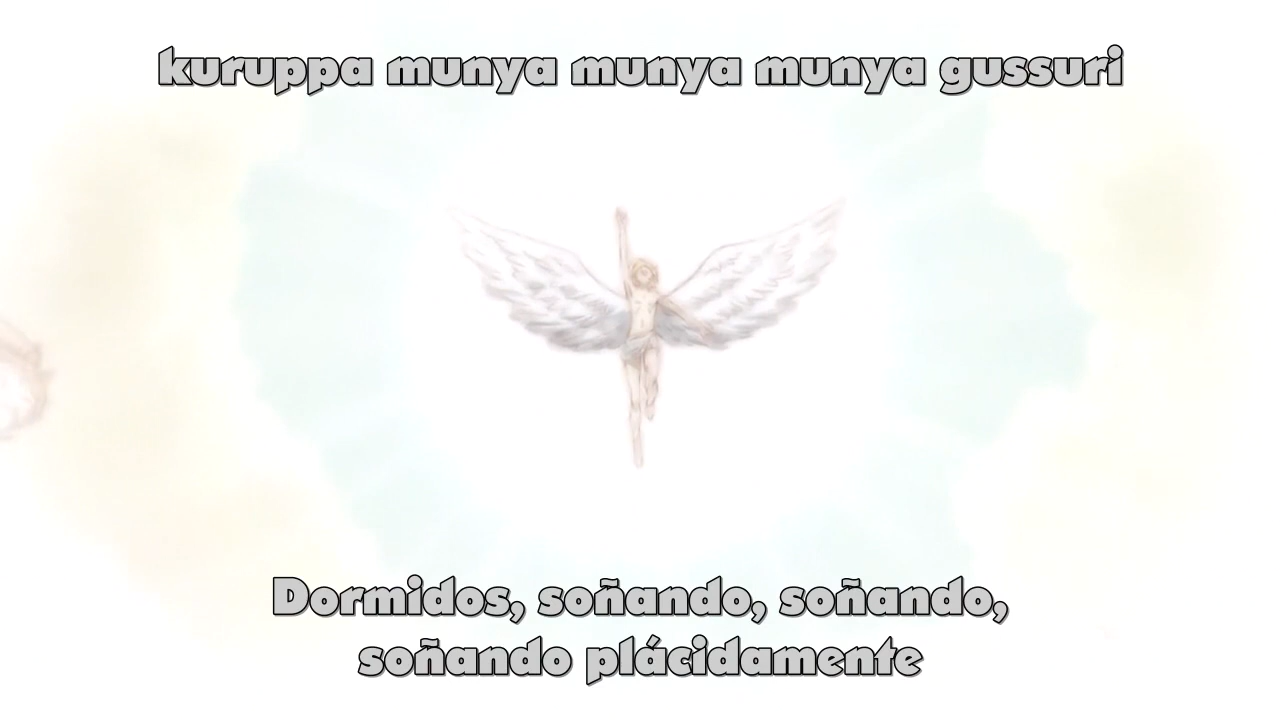 kuruppa munya munya munya gussuri
Dormidos, soñando, soñando,
soñando plácidamente